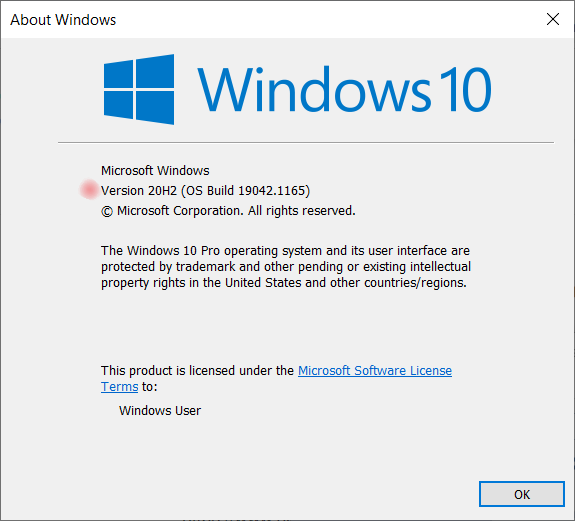 About Windows
Windows 10
Microsoft Windows
Version 20H2 (OS Build 19042.1165)
© Microsoft Corporation. All rights reserved.
The Windows 10 Pro operating system and its user interface are
protected by trademark and other pending or existing intellectual
property rights in the United States and other countries/regions.
This product is licensed under the Microsoft Software License
Terms to:
Windows User
OK